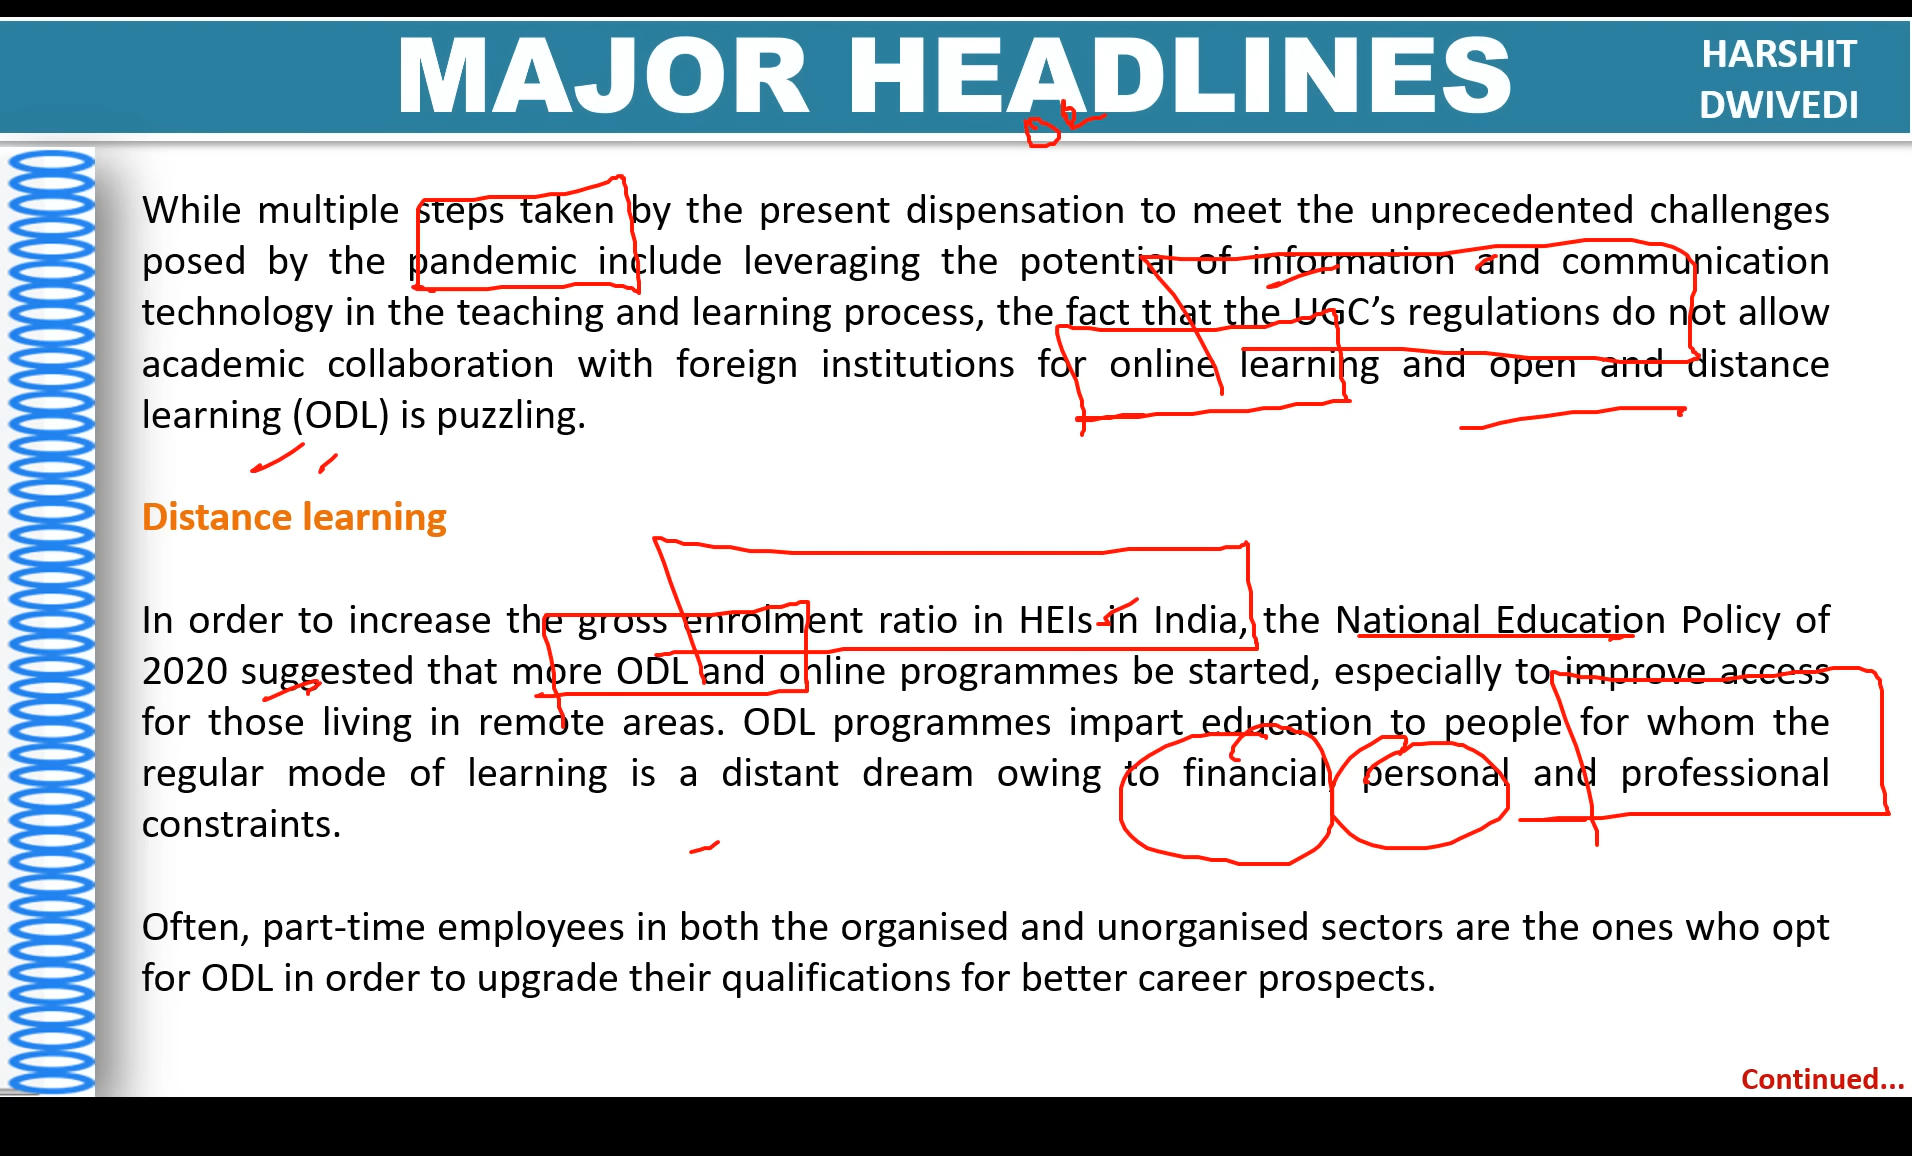 MAJOR HEADLINES
HARSHIT
DWIVEDI
While multiple steps taken by the present dispensation to meet the unprecedented challenges
posed by the pandemic include leveraging the potential of information and communication
technology in the teaching and learning process, the fact that the UGC’s regulations do not allow
academic collaboration with foreign institutions for online learning and open and distance
learning (ODL) is puzzling.
Distance learning
In order to increase the gross enrolment ratio in HEIs in India, the National Education Policy of
2020 suggested that more ODL and online programmes be started, especially to improve access
for those living in remote areas. ODL programmes impart education to people for whom the
regular mode of learning is a distant dream owing to financial, personal and professional
constraints.
Often, part-time employees in both the organised and unorganised sectors are the ones who opt
for ODL in order to upgrade their qualifications for better career prospects.
Continued...